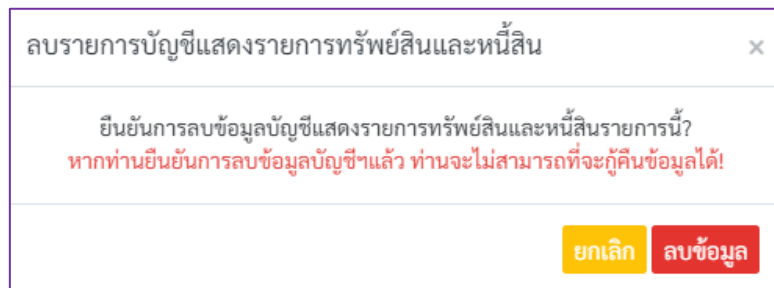 ลบรายการบัญชีแสดงรายการทรัพย์สินและหนี้สิน ×
ยืนยันการลบข้อมูลบัญชีแสดงรายการทรัพย์สินและหนี้สินรายการนี้?
หากท่านยืนยันการลบข้อมูลบัญชีฯแล้ว ท่านจะไม่สามารถที่จะกู้คืนข้อมูลได้!
ยกเลิก ลบข้อมูล